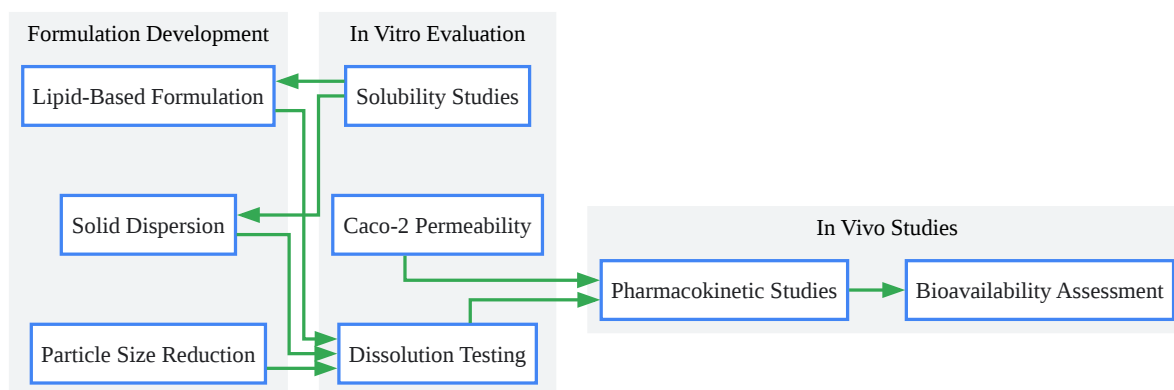 Formulation Development
Lipid-Based Formulation
Solid Dispersion
Particle Size Reduction
In Vitro Evaluation
Solubility Studies
Caco-2 Permeability
Dissolution Testing
In Vivo Studies
Pharmacokinetic Studies
Bioavailability Assessment